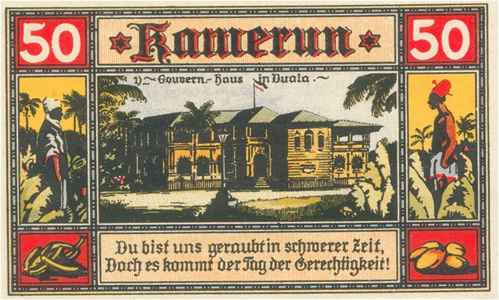 50 Kamerun 50
D~Gouvern.-Haus in Duala.~
Du bist uns geraubt in schwerer Zeit,
Doch es kommt der Tag der Gerechtigkeit!